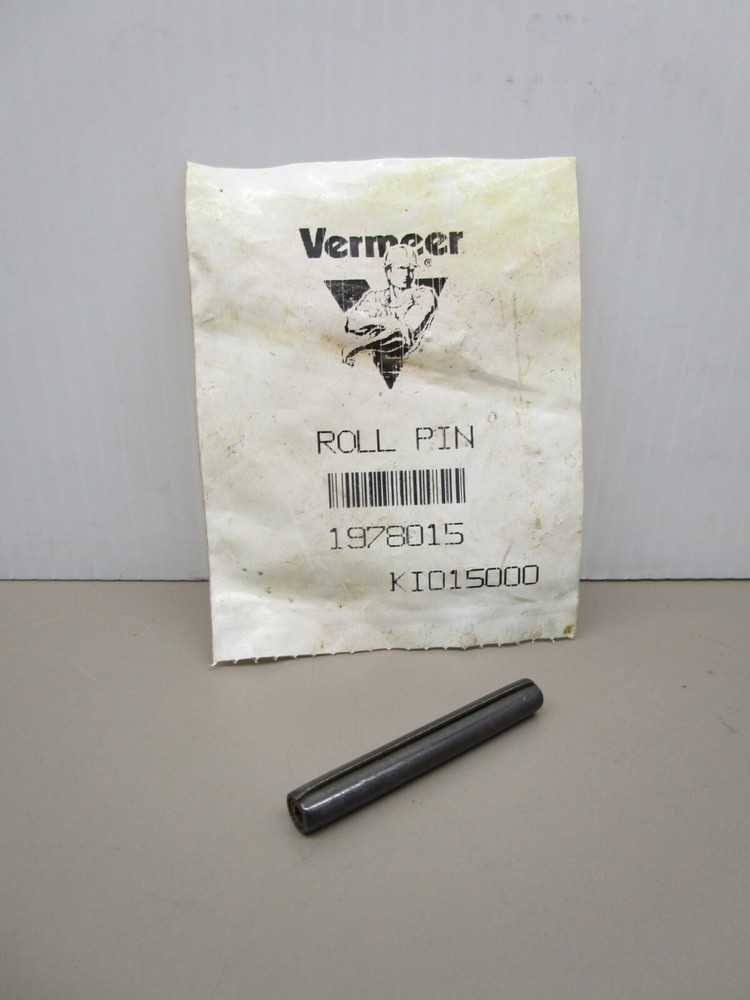 Vermeer
®
ROLL PIN
1978015
KI015000